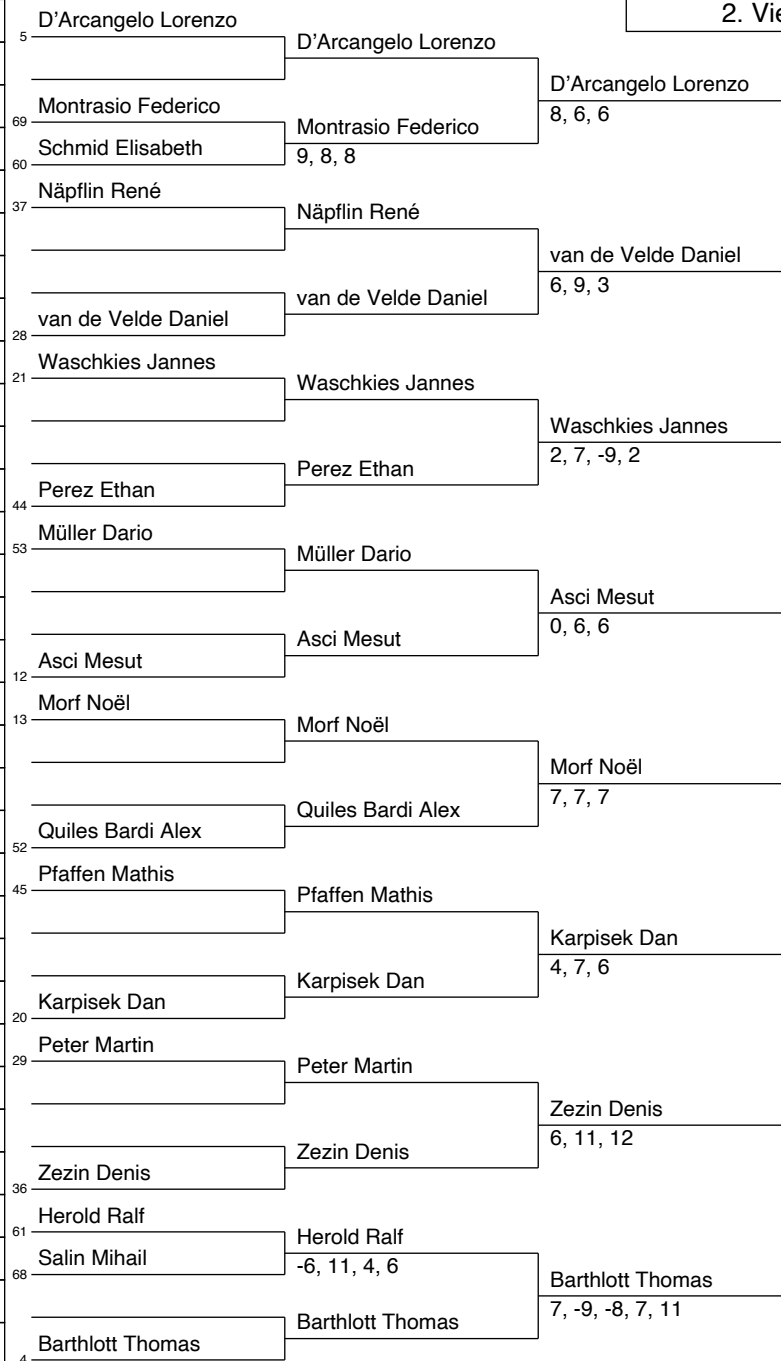 2. Vie
D'Arcangelo Lorenzo
5
D'Arcangelo Lorenzo
D'Arcangelo Lorenzo
8, 6, 6
Montrasio Federico
69
Montrasio Federico
9, 8, 8
Schmid Elisabeth
60
Näpflin René
37
Näpflin René
van de Velde Daniel
6, 9, 3
van de Velde Daniel
van de Velde Daniel
28
Waschkies Jannes
21
Waschkies Jannes
Waschkies Jannes
2, 7, -9, 2
Perez Ethan
Perez Ethan
44
Müller Dario
53
Müller Dario
Asci Mesut
0, 6, 6
Asci Mesut
Asci Mesut
12
Morf Noël
13
Morf Noël
Morf Noël
7, 7, 7
Quiles Bardi Alex
Quiles Bardi Alex
52
Pfaffen Mathis
45
Pfaffen Mathis
Karpisek Dan
4, 7, 6
Karpisek Dan
Karpisek Dan
20
Peter Martin
29
Peter Martin
Zezin Denis
6, 11, 12
Zezin Denis
Zezin Denis
36
Herold Ralf
61
Herold Ralf
-6, 11, 4, 6
Salin Mihail
68
Barthlott Thomas
7, -9, -8, 7, 11
Barthlott Thomas
Barthlott Thomas
4